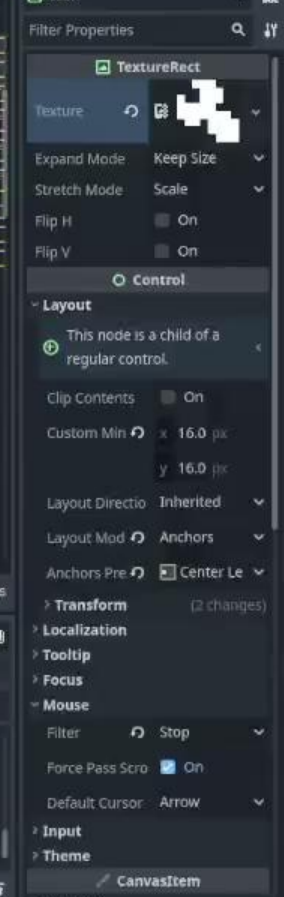 Filter Properties
TextureRect
Texture
Expand Mode Keep Size
Stretch Mode Scale
Flip H On
Flip V On
Control
Layout
This node is a child of a
regular control.
Clip Contents On
Custom Min x 16.0 px
y 16.0 px
Layout Directio Inherited
Layout Mod Anchors
Anchors Pre Center Le
Transform (2 changes)
Localization
Tooltip
Focus
Mouse
Filter Stop
Force Pass Scro On
Default Cursor Arrow
Input
Theme
CanvasItem